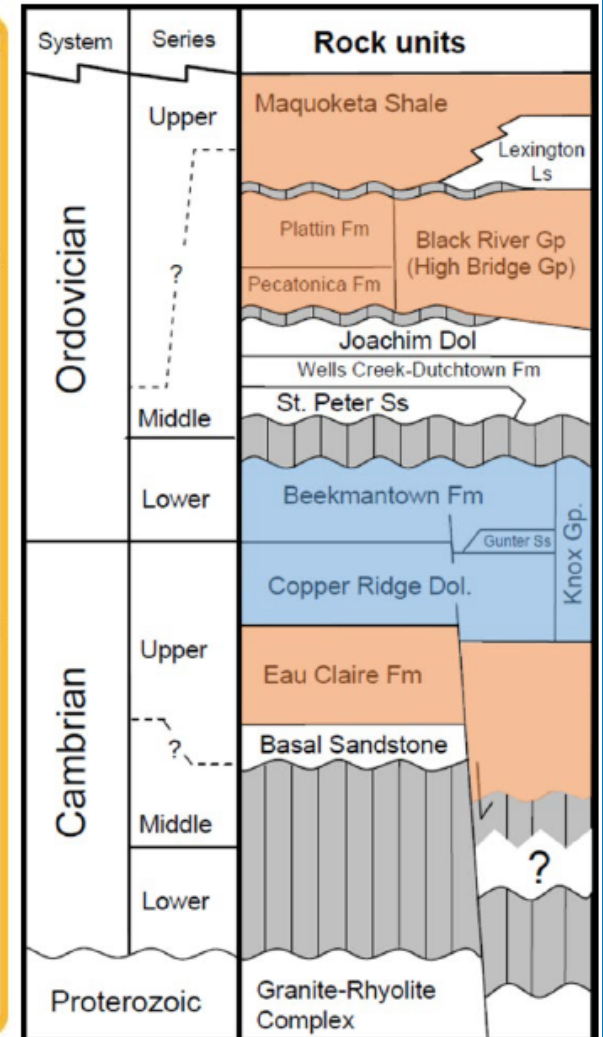 System
Series
Rock units
Ordovician
Upper
?
Middle
Lower
Maquoketa Shale
Lexington
Ls
Plattin Fm
Pecatonica Fm
Black River Gp
(High Bridge Gp)
Joachim Dol
Wells Creek-Dutchtown Fm
St. Peter Ss
Beekmantown Fm
Gunter Ss
Knox Gp.
Copper Ridge Dol.
Cambrian
Upper
?
Middle
Lower
Eau Claire Fm
Basal Sandstone
?
Proterozoic
Granite-Rhyolite
Complex